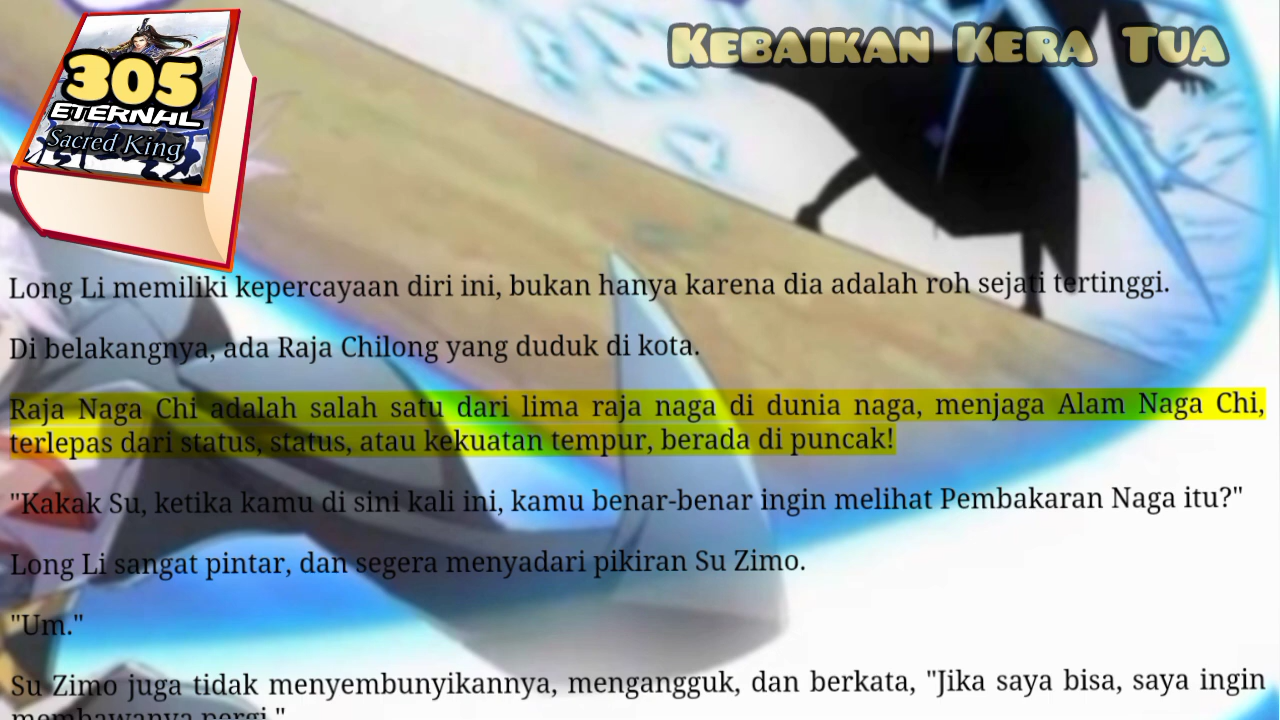 305
ETERNAL
Sacred King
Kebaikan Kera Tua
Long Li memiliki kepercayaan diri ini, bukan hanya karena dia adalah roh sejati tertinggi.
Di belakangnya, ada Raja Chilong yang duduk di kota.
Raja Naga Chi adalah salah satu dari lima raja naga di dunia naga, menjaga Alam Naga Chi,
terlepas dari status, status, atau kekuatan tempur, berada di puncak!
"Kakak Su, ketika kamu di sini kali ini, kamu benar-benar ingin melihat Pembakaran Naga itu?"
Long Li sangat pintar, dan segera menyadari pikiran Su Zimo.
"Um."
Su Zimo juga tidak menyembunyikannya, mengangguk, dan berkata, "Jika saya bisa, saya ingin
membawanya pergi."